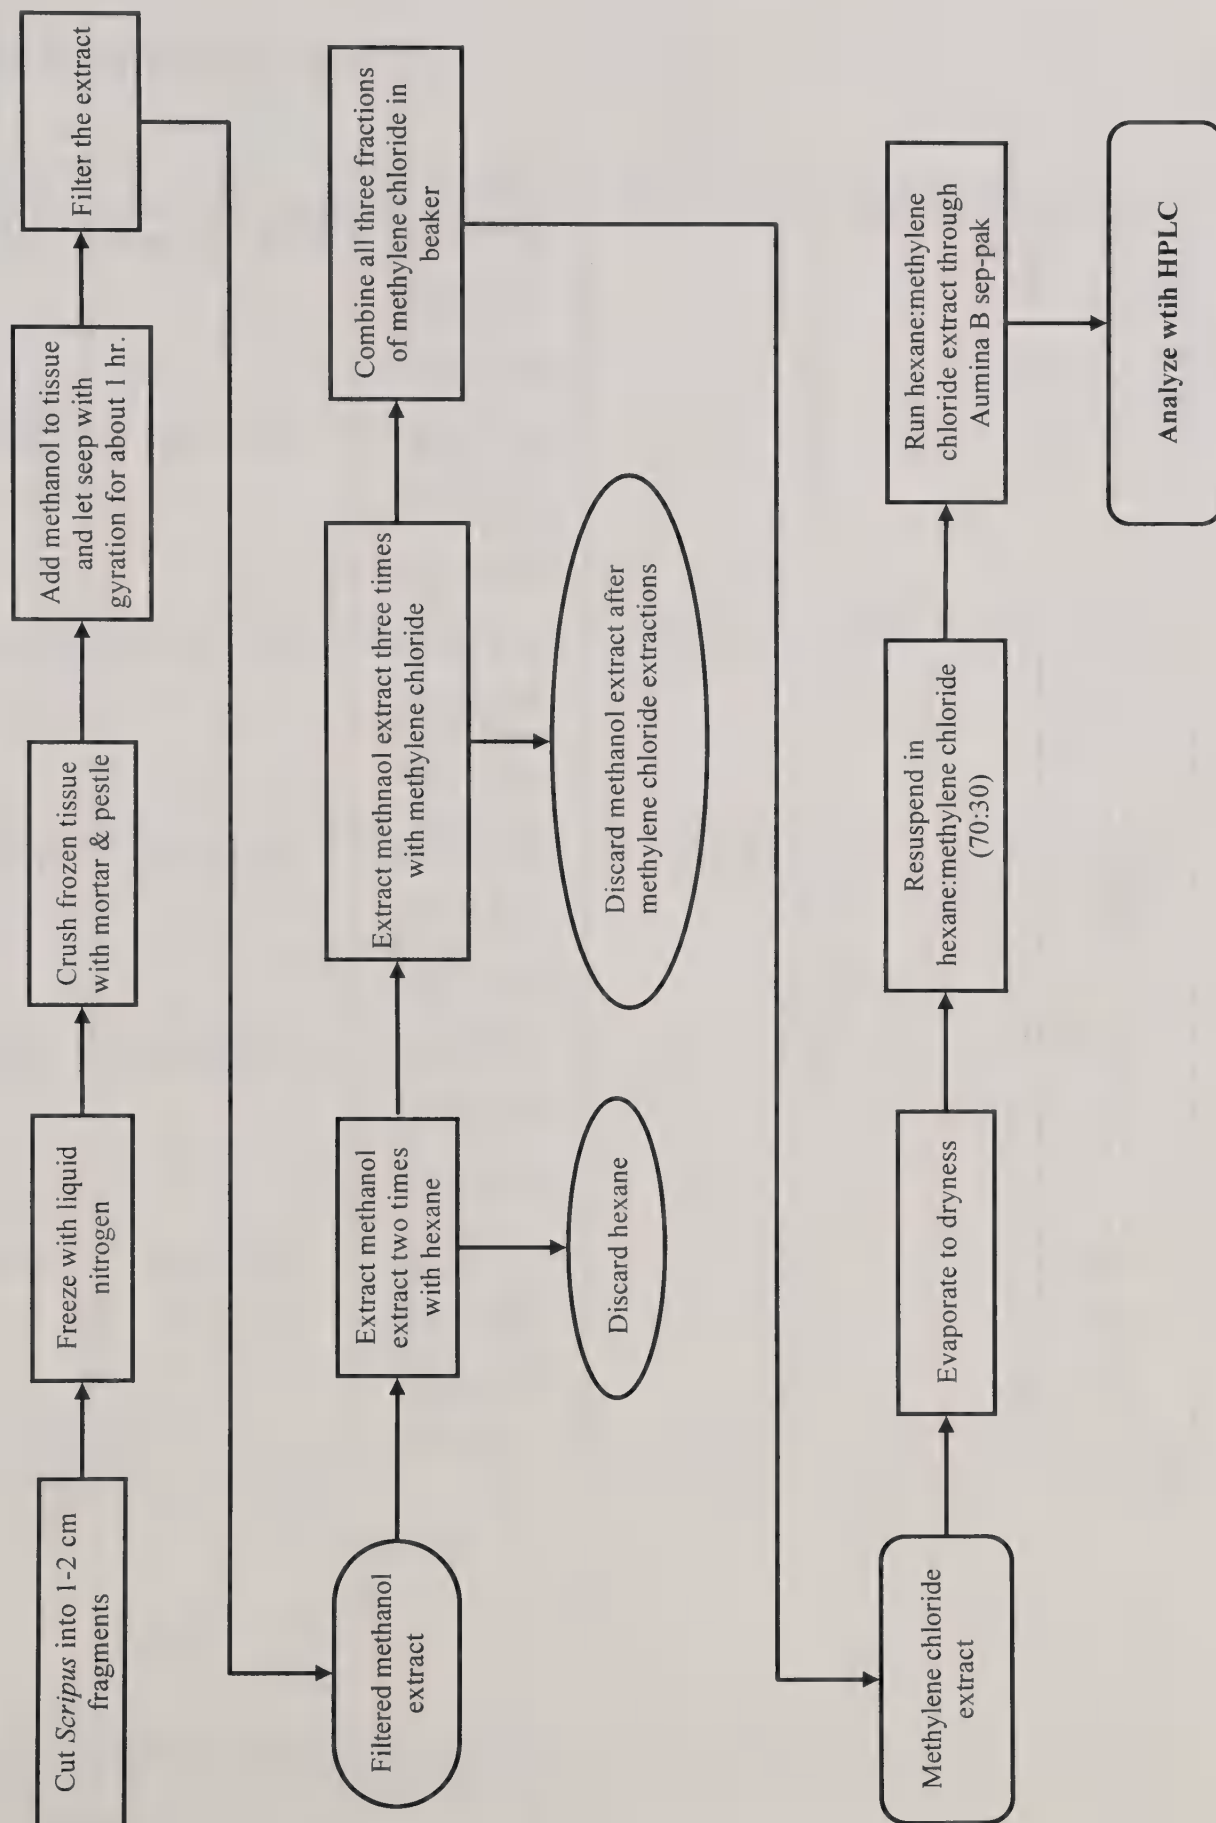 Cut Scripus into 1-2 cm
fragments
Freeze with liquid
nitrogen
Crush frozen tissue
with mortar & pestle
Add methanol to tissue
and let seep with
gyration for about 1 hr.
Filter the extract
Filtered methanol
extract
Extract methanol
extract two times
with hexane
Discard hexane
Extract methnaol extract three times
with methylene chloride
Discard methanol extract after
methylene chloride extractions
Combine all three fractions
of methylene chloride in
beaker
Methylene chloride
extract
Evaporate to dryness
Resuspend in
hexane:methylene chloride
(70:30)
Run hexane:methylene
chloride extract through
Aumina B sep-pak
Analyze wtih HPLC